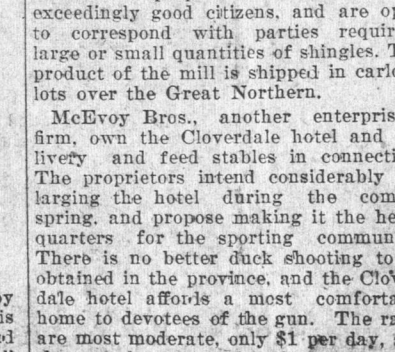 exceedingly good citizens, and are o
to correspond with parties requir
large or small quantities of shingles. T
product of the mill is shipped in carlo
lots over the Great Northern.
McEvoy Bros., another enterpris
firm, own the Cloverdale hotel and
livery and feed stables in connecti
The proprietors intend considerably
larging the hotel during the com
spring, and propose making it the he
quarters for the sporting commun
There is no better duck shooting to
obtained in the province, and the Clov
dale hotel affords a most comforta
home to devotees of the gun. The ra
are most moderate, only $1 per day,